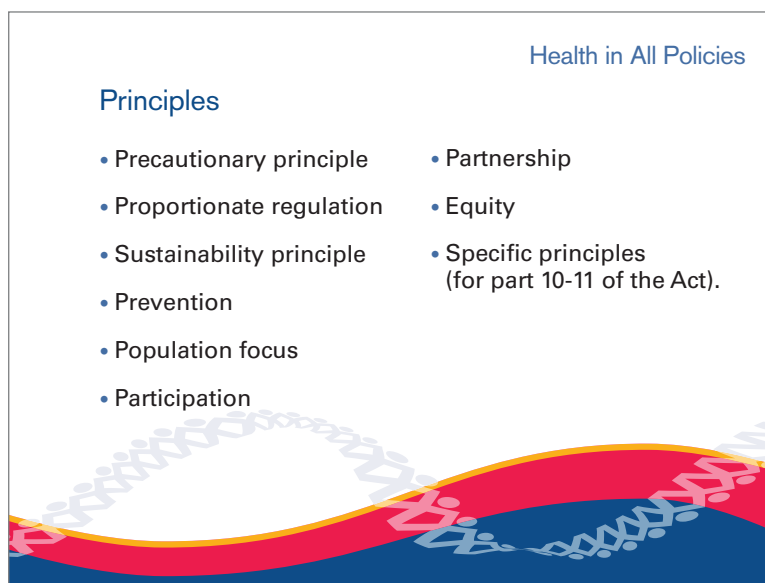 Health in All Policies
Principles
• Precautionary principle
• Proportionate regulation
• Sustainability principle
• Prevention
• Population focus
• Participation
• Partnership
• Equity
• Specific principles
(for part 10-11 of the Act).